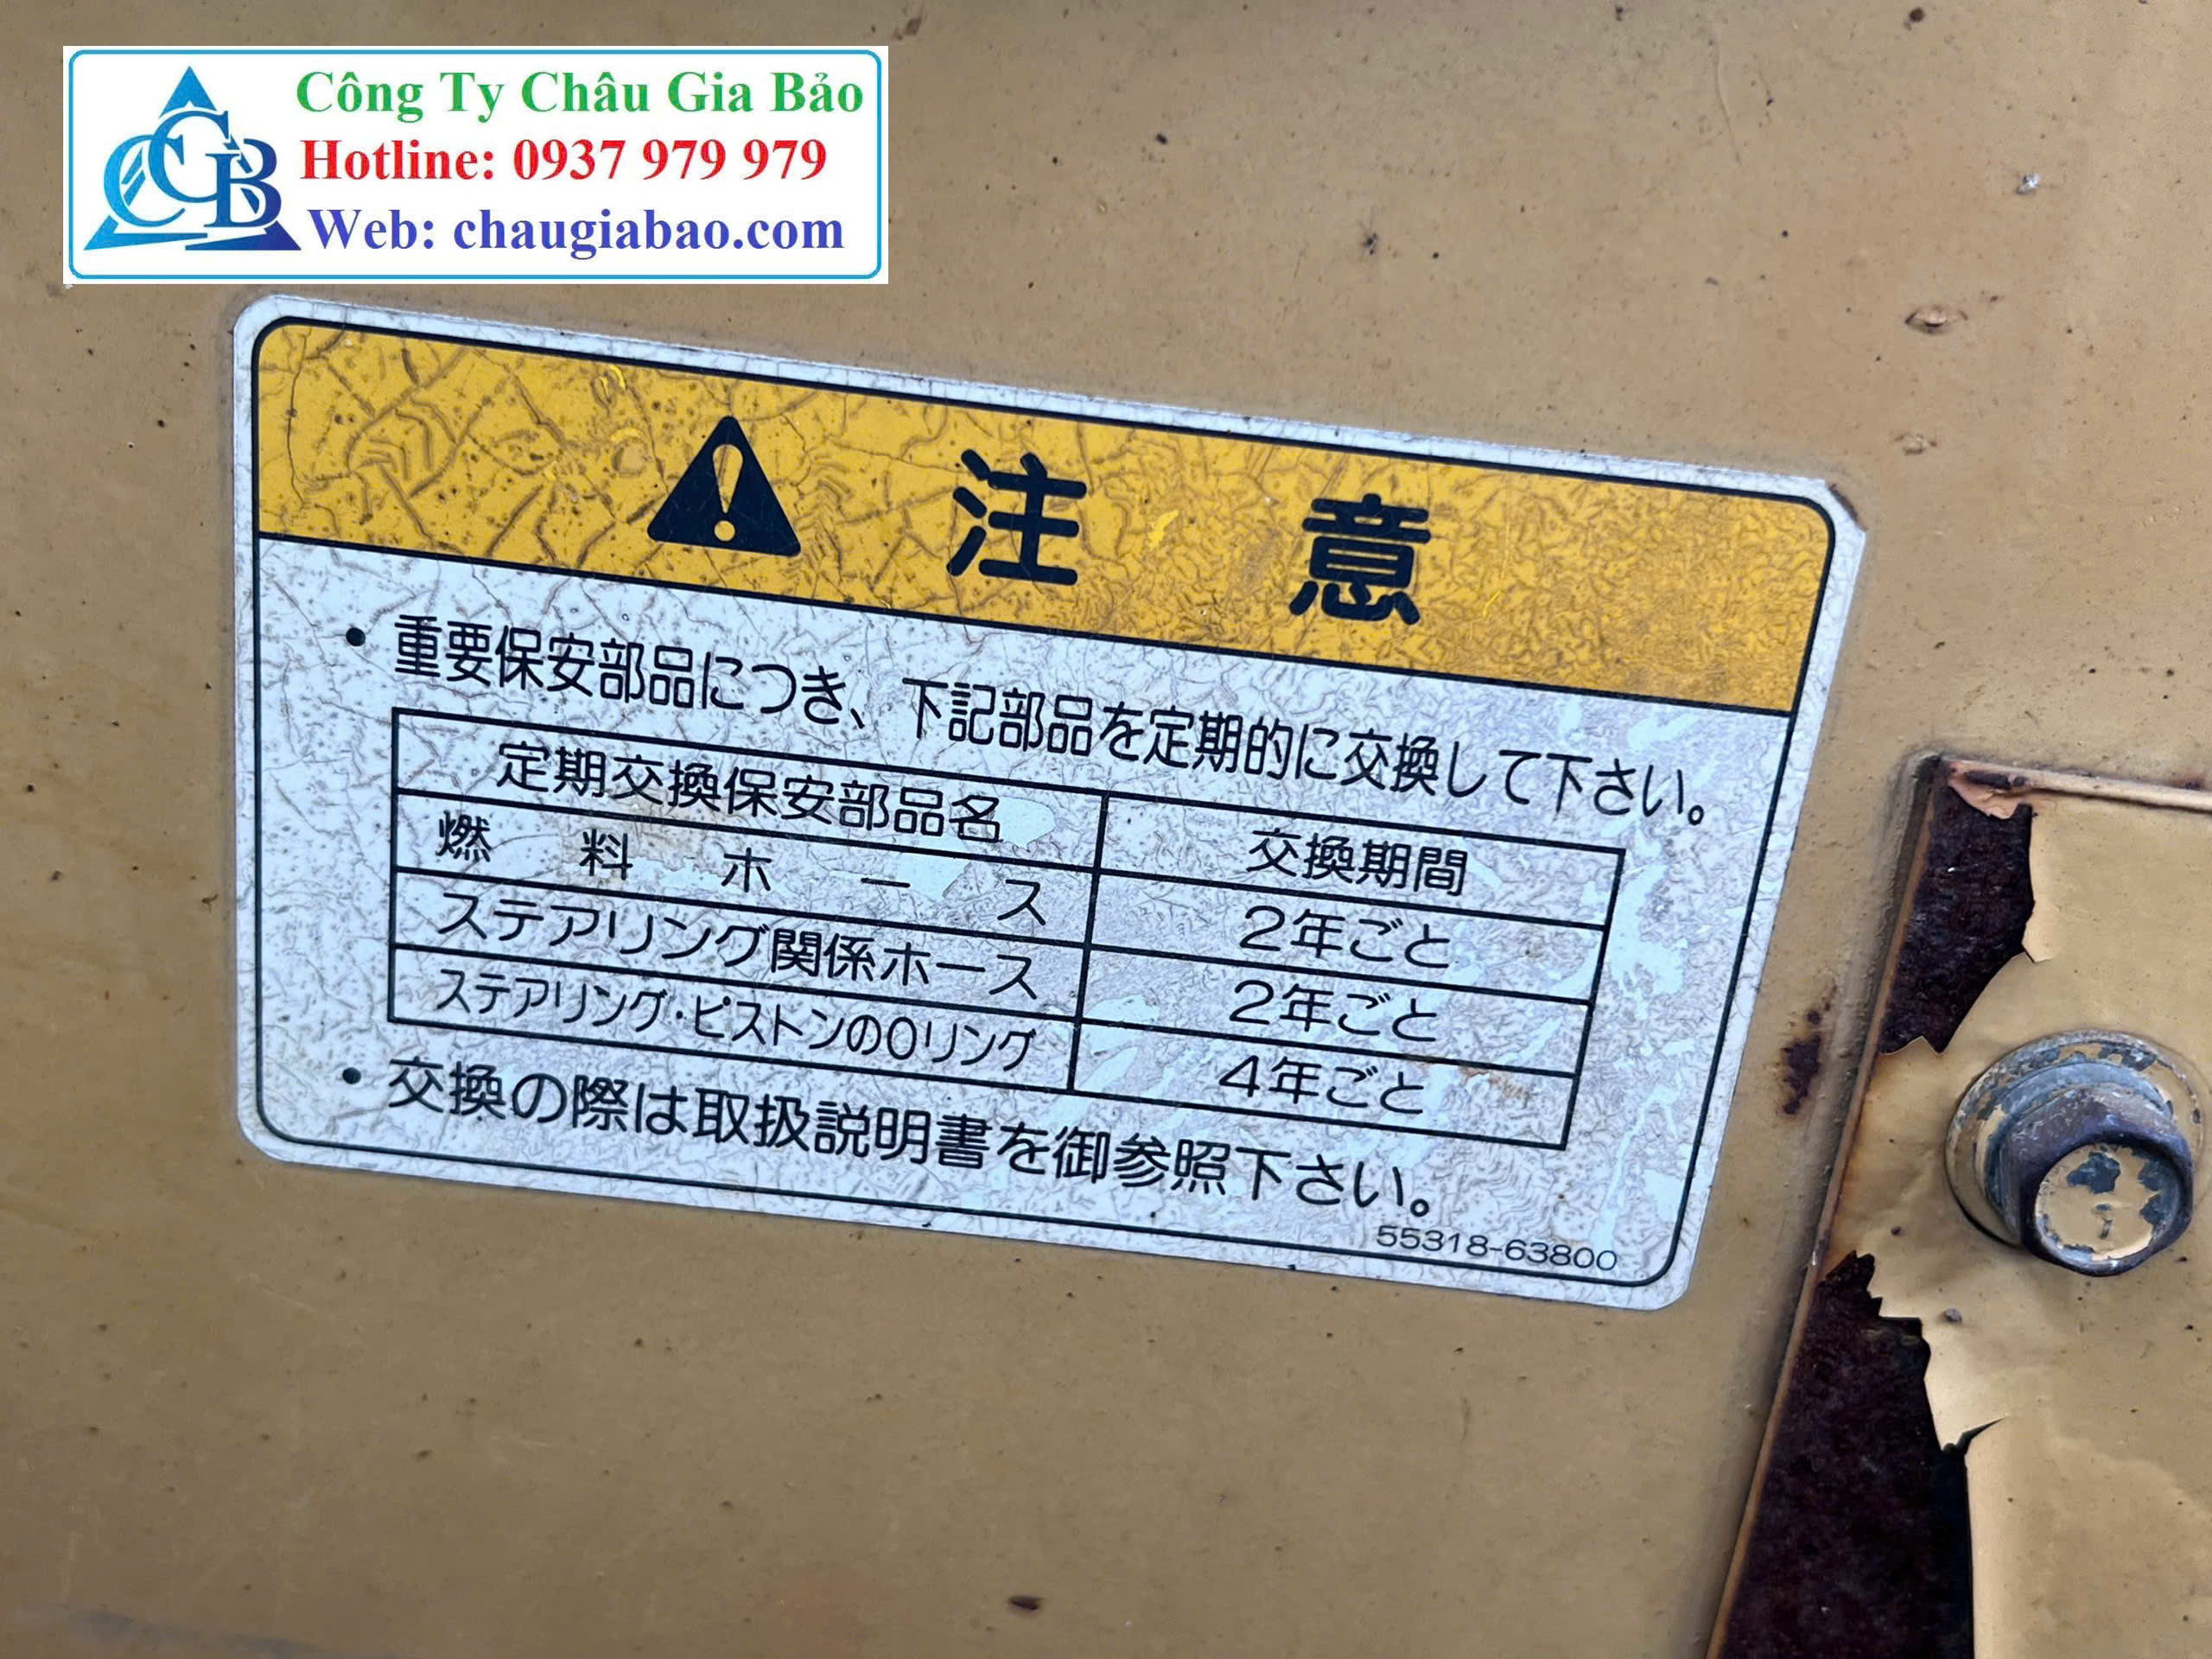 Công Ty Châu Gia Bảo
Hotline: 0937 979 979
Web: chaugiabao.com
CGB
注意
・重要保安部品につき、下記部品を定期的に交換して下さい。
定期交換保安部品名 交換期間
燃料ホース 2年ごと
ステアリング関係ホース 2年ごと
ステアリング・ピストンのOリング 4年ごと
・交換の際は取扱説明書を御参照下さい。
55318-63800